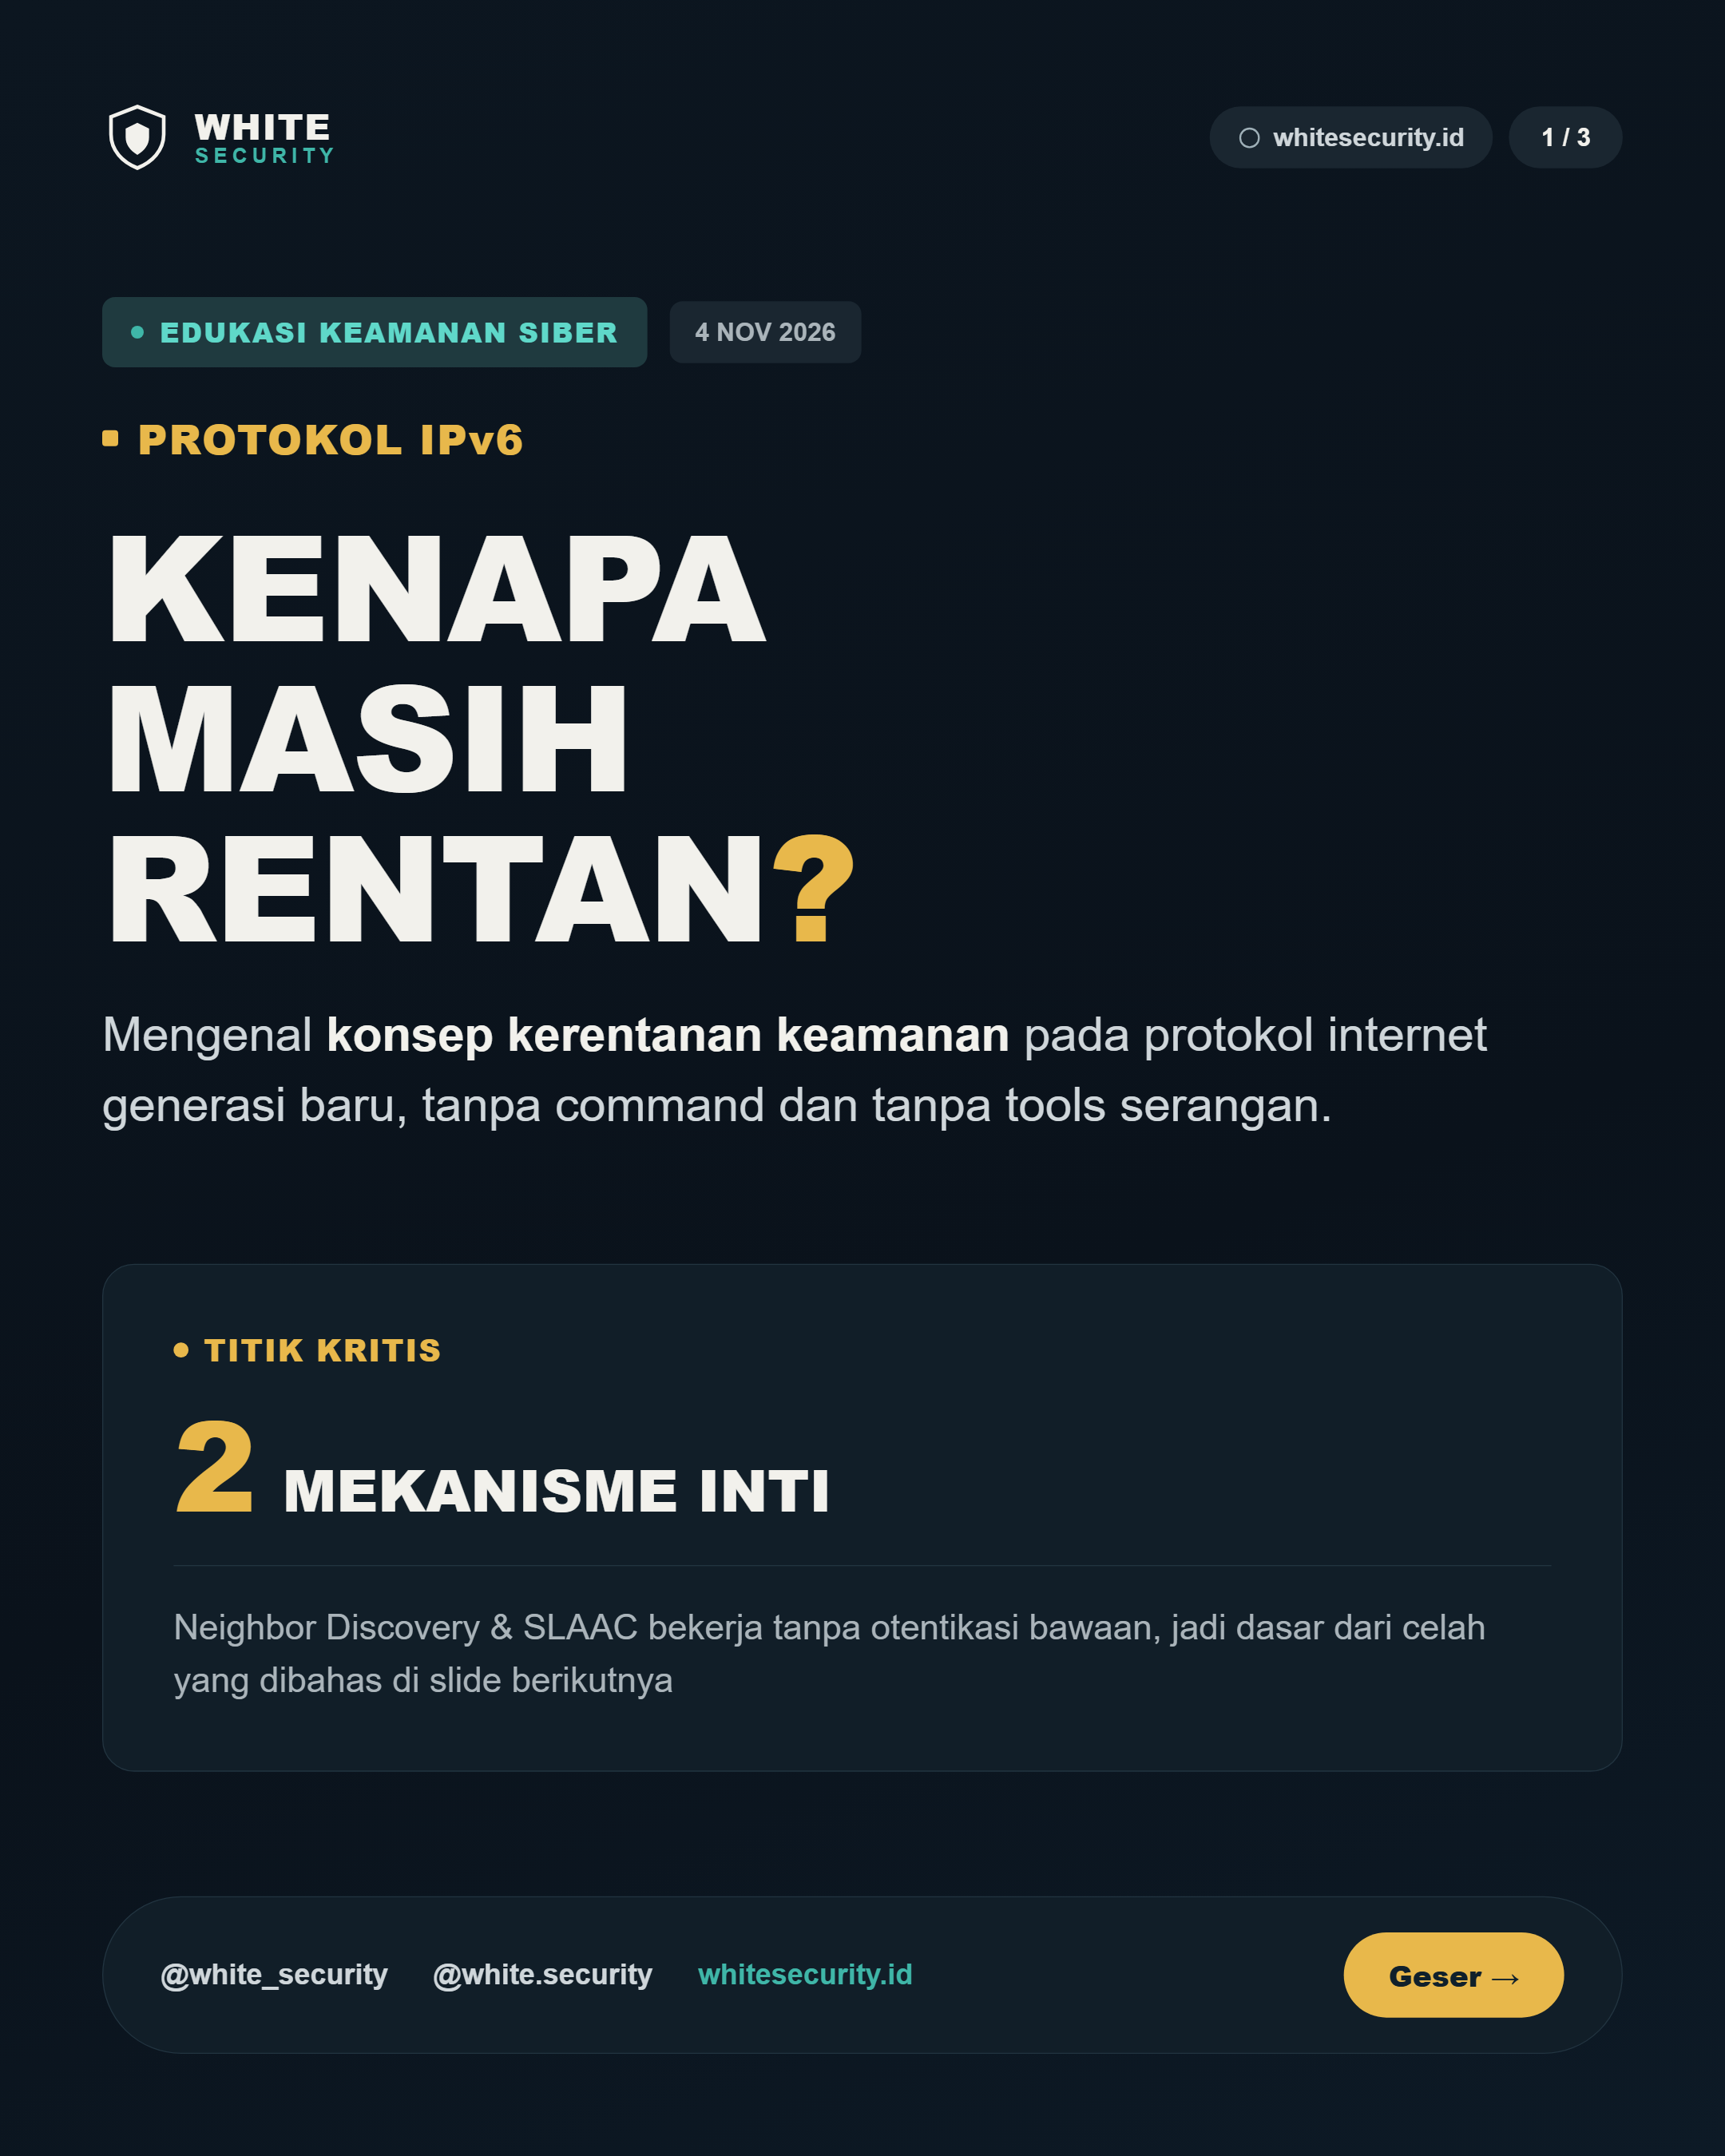 WHITE
SECURITY
whitesecurity.id
1 / 3
EDUKASI KEAMANAN SIBER
4 NOV 2026
PROTOKOL IPv6
KENAPA
MASIH
RENTAN?
Mengenal konsep kerentanan keamanan pada protokol internet
generasi baru, tanpa command dan tanpa tools serangan.
TITIK KRITIS
2 MEKANISME INTI
Neighbor Discovery & SLAAC bekerja tanpa otentikasi bawaan, jadi dasar dari celah
yang dibahas di slide berikutnya
@white_security @white.security whitesecurity.id
Geser →